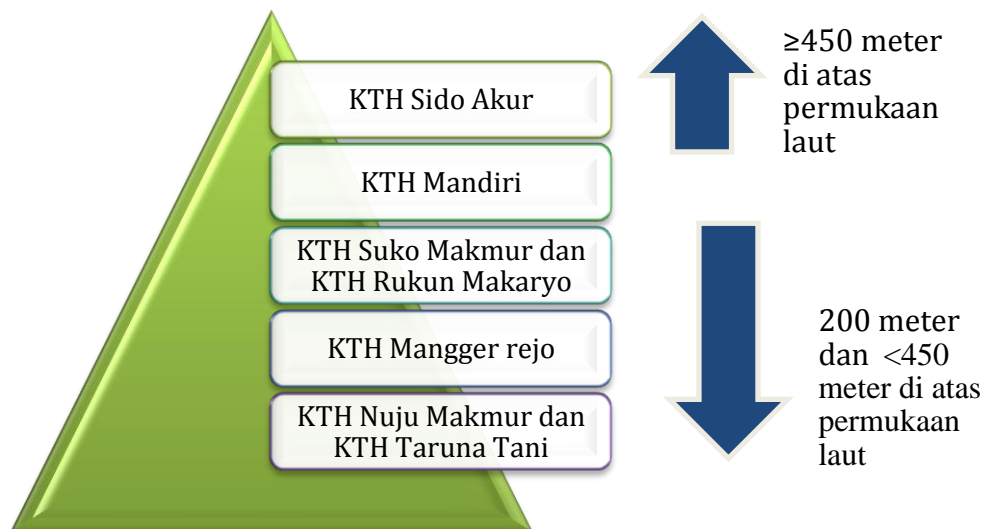 KTH Sido Akur
KTH Mandiri
KTH Suko Makmur dan
KTH Rukun Makaryo
KTH Mangger rejo
KTH Nuju Makmur dan
KTH Taruna Tani
≥450 meter
di atas
permukaan
laut
200 meter
dan <450
meter di atas
permukaan
laut